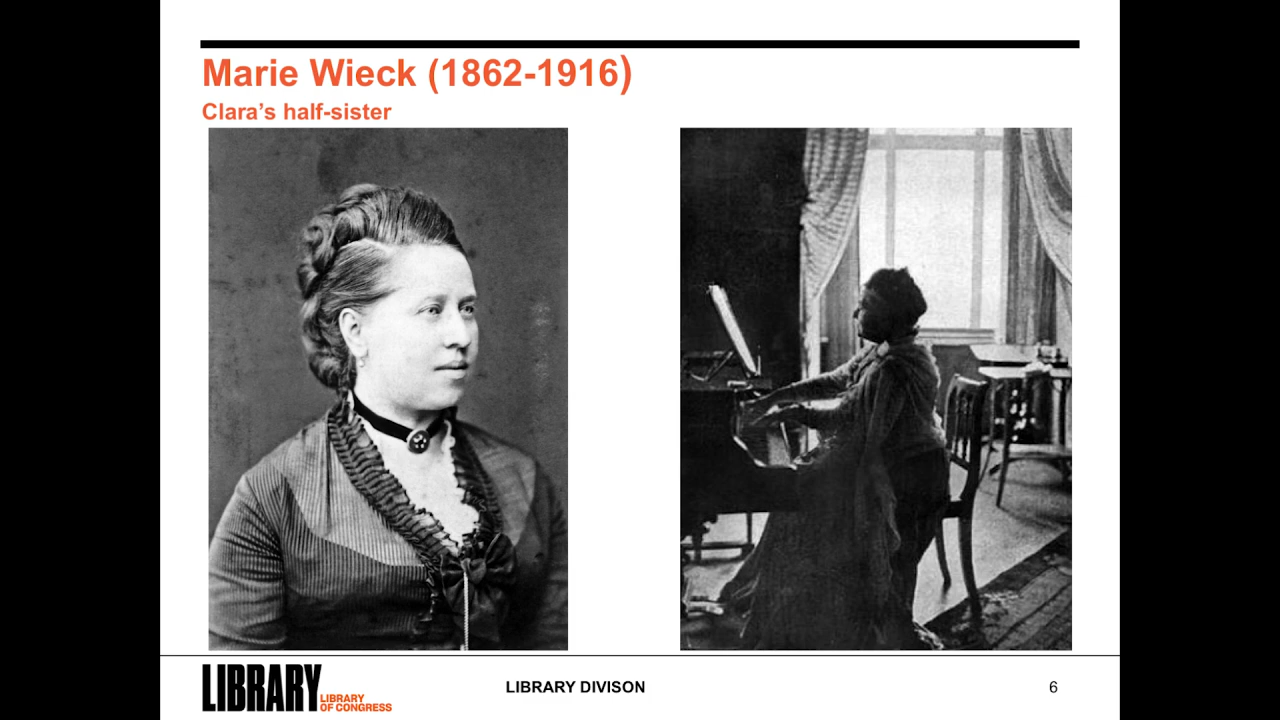 Marie Wieck (1862-1916)
Clara’s half-sister
LIBRARY
LIBRARY
OF CONGRESS
LIBRARY DIVISON
6